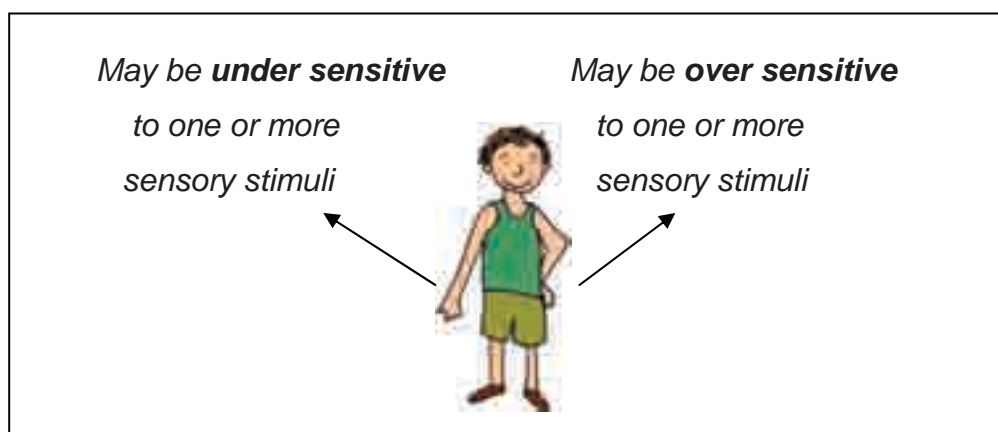 May be under sensitive
to one or more
sensory stimuli
May be over sensitive
to one or more
sensory stimuli